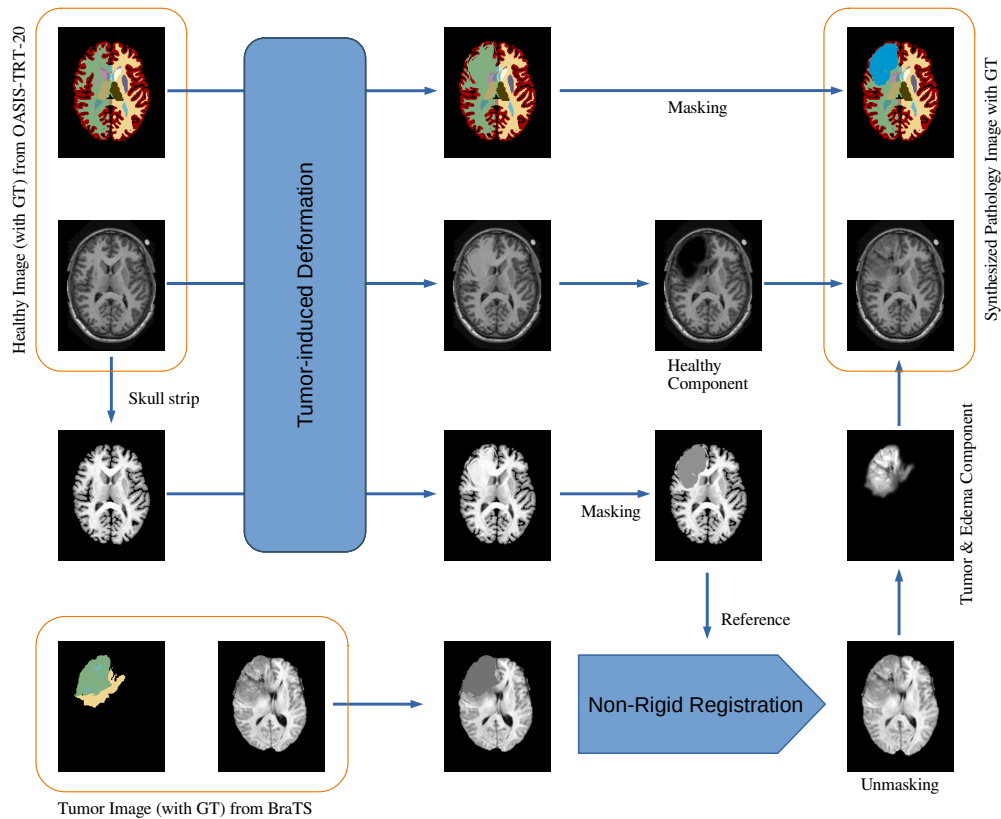 Healthy Image (with GT) from OASIS-TRT-20
Tumor-induced Deformation
Masking
Synthesized Pathology Image with GT
Healthy
Component
Skull strip
Masking
Tumor & Edema Component
Reference
Non-Rigid Registration
Unmasking
Tumor Image (with GT) from BraTS